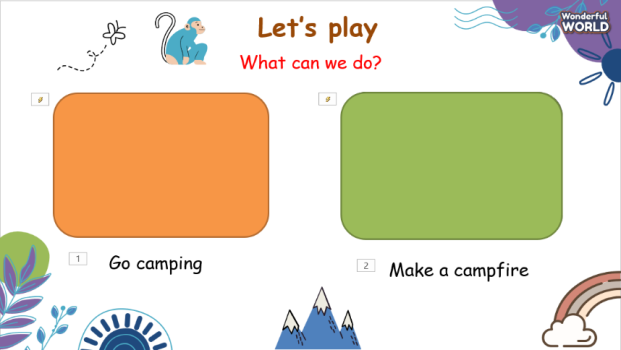 Let's play
Wonderful
WORLD
What can we do?
1
Go camping
2
Make a campfire